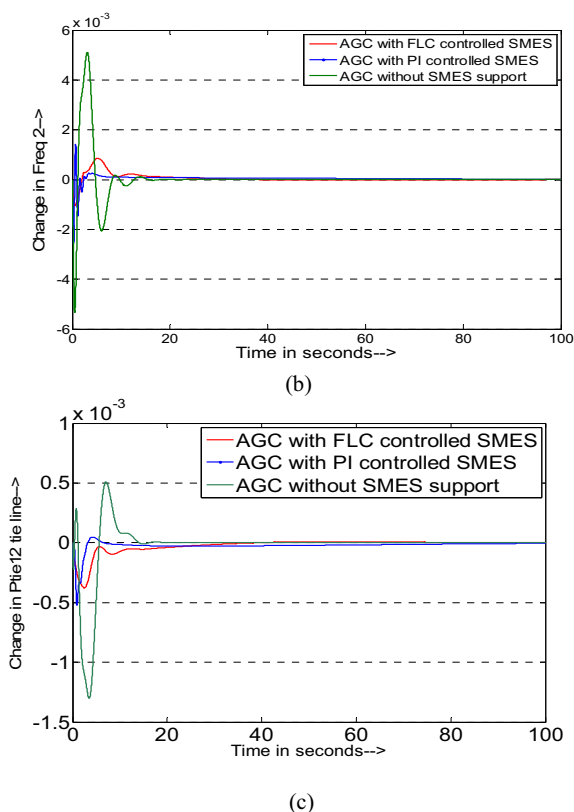 6 x 10⁻³
AGC with FLC controlled SMES
AGC with PI controlled SMES
AGC without SMES support
4
2
0
-2
-4
-6
Change in Freq 2-->
0 20 40 60 80 100
Time in seconds-->
(b)
1 x 10⁻³
AGC with FLC controlled SMES
AGC with PI controlled SMES
AGC without SMES support
0.5
0
-0.5
-1
-1.5
Change in Ptie12 tie line-->
0 20 40 60 80 100
Time in seconds-->
(c)